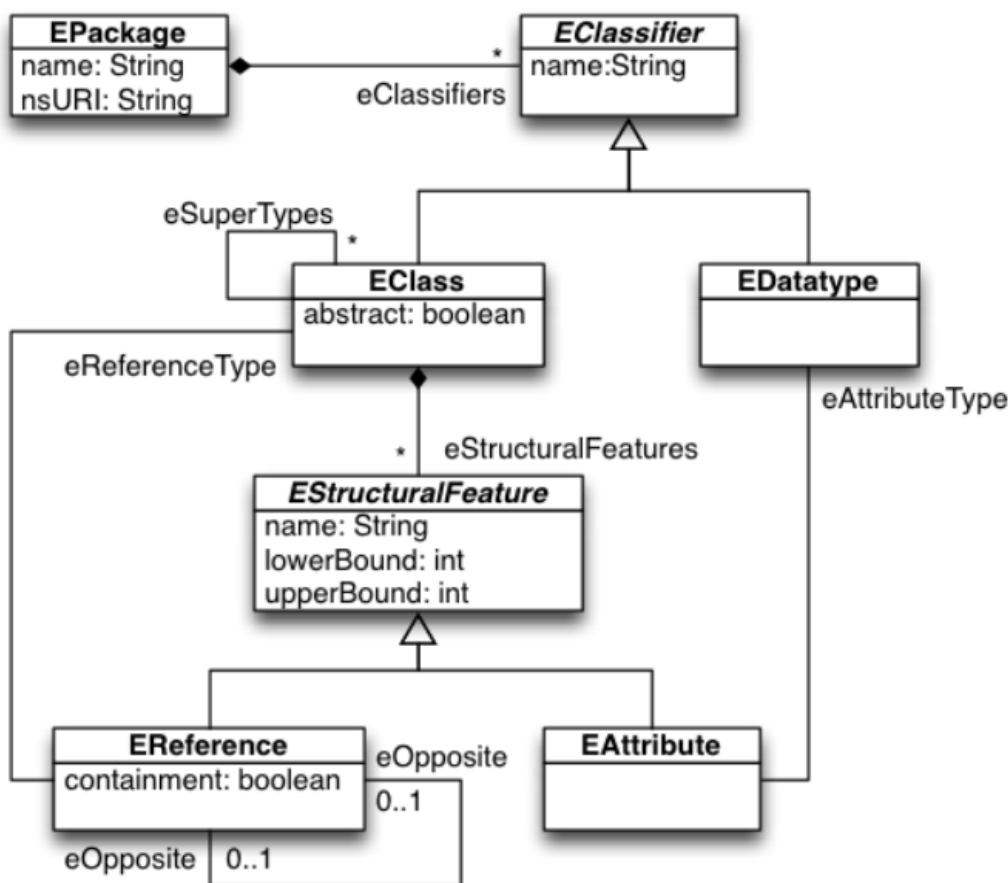 EPackage
name: String
nsURI: String
*
eClassifiers
EClassifier
name:String
eSuperTypes
*
EClass
abstract: boolean
EDatatype
eReferenceType
eAttributeType
*
eStructuralFeatures
EStructuralFeature
name: String
lowerBound: int
upperBound: int
EReference
containment: boolean
eOpposite
0..1
EAttribute
eOpposite
0..1